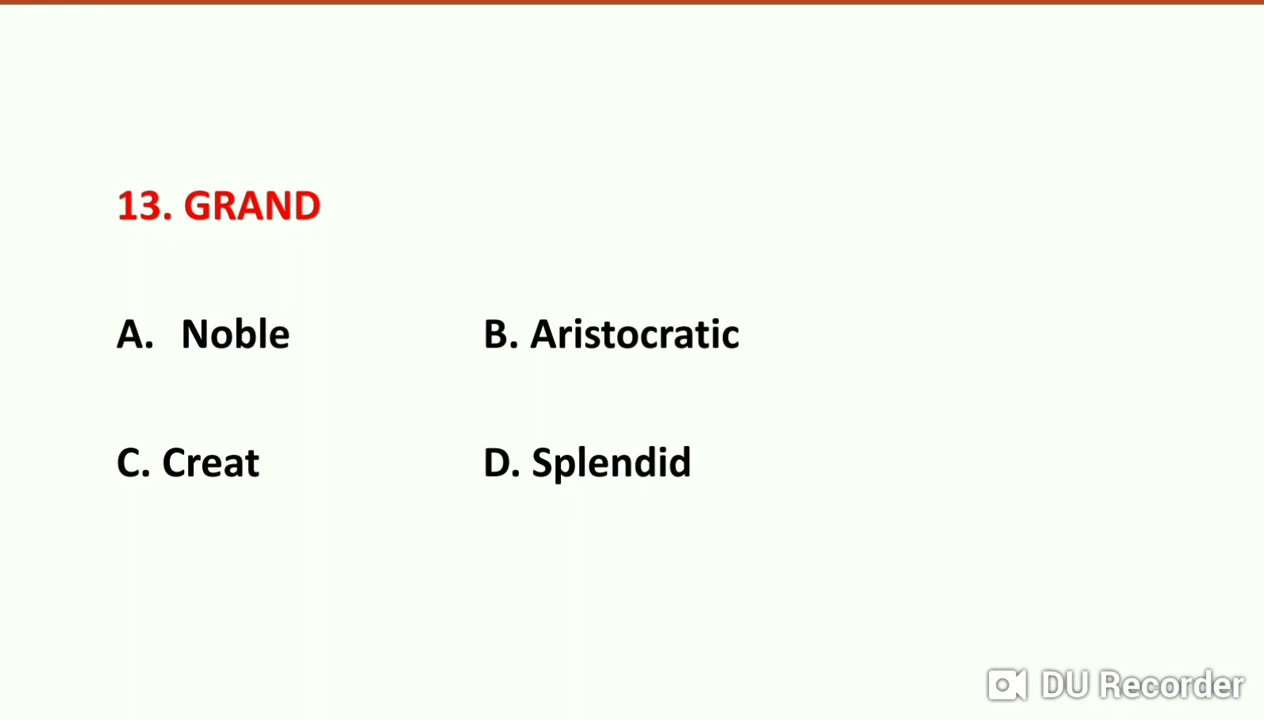 13. GRAND
A. Noble B. Aristocratic
C. Creat D. Splendid
DU Recorder